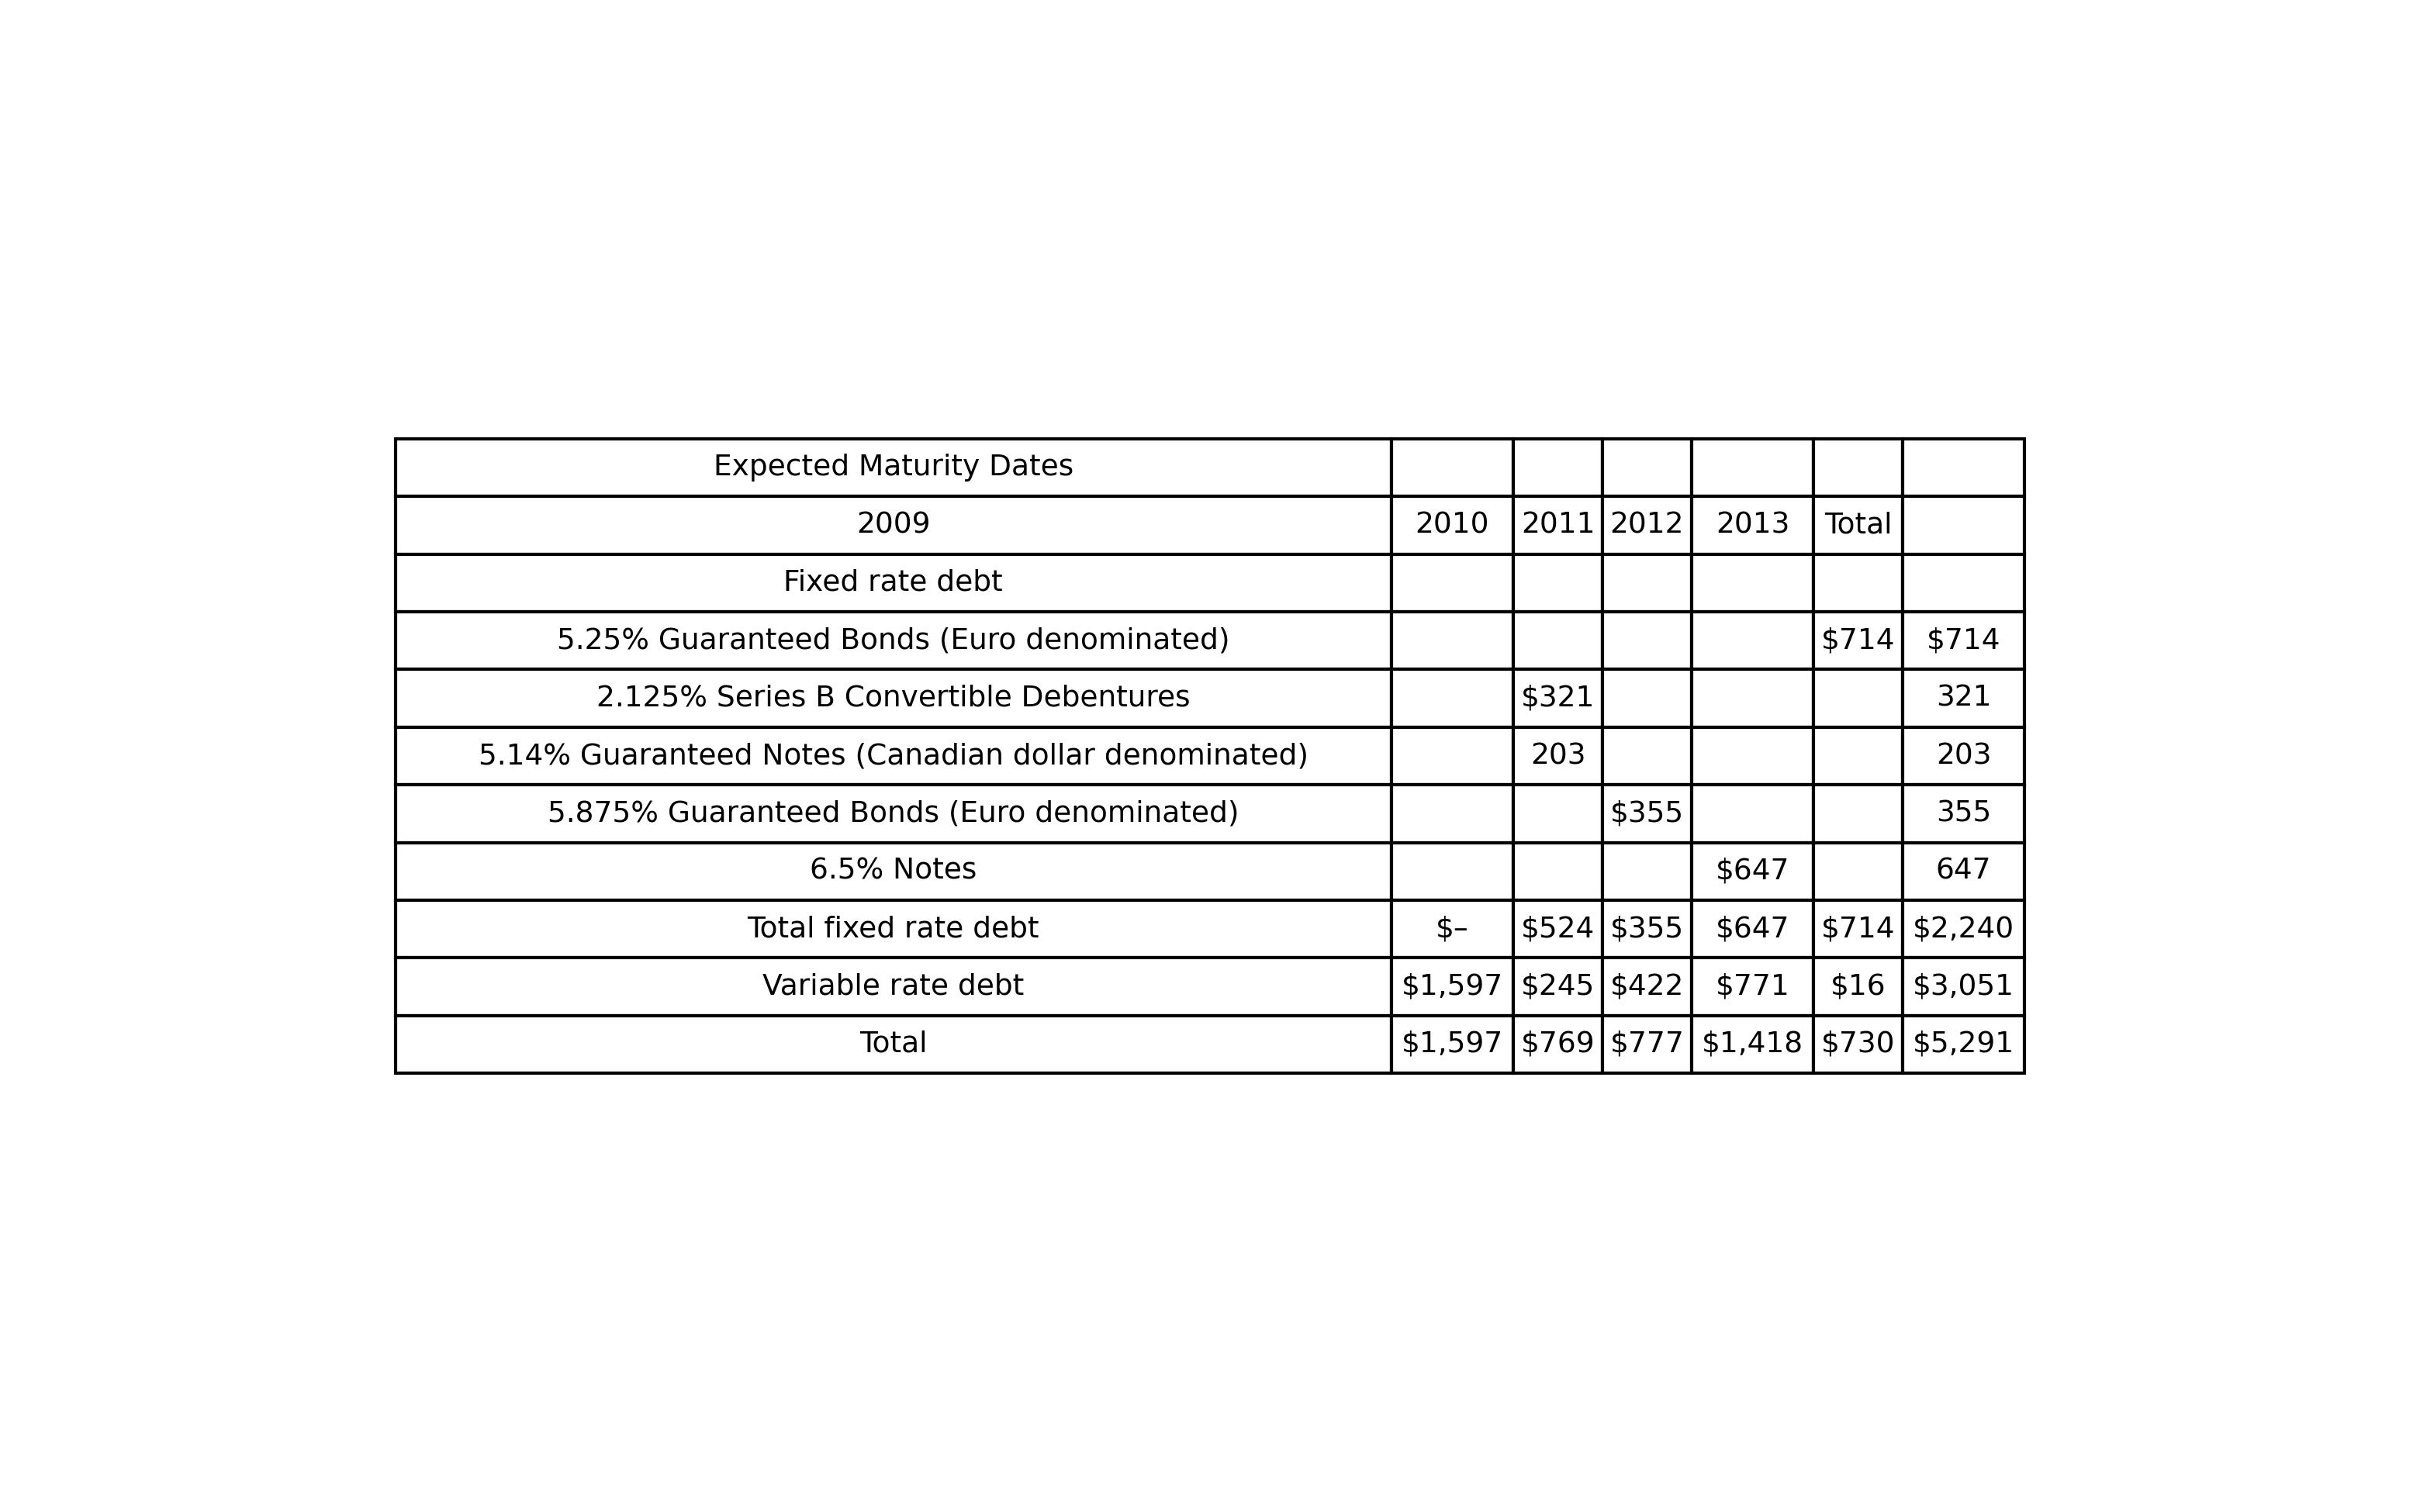 Expected Maturity Dates
2009 2010 2011 2012 2013 Total
Fixed rate debt
5.25% Guaranteed Bonds (Euro denominated) $714 $714
2.125% Series B Convertible Debentures $321 321
5.14% Guaranteed Notes (Canadian dollar denominated) 203 203
5.875% Guaranteed Bonds (Euro denominated) $355 355
6.5% Notes $647 647
Total fixed rate debt $– $524 $355 $647 $714 $2,240
Variable rate debt $1,597 $245 $422 $771 $16 $3,051
Total $1,597 $769 $777 $1,418 $730 $5,291